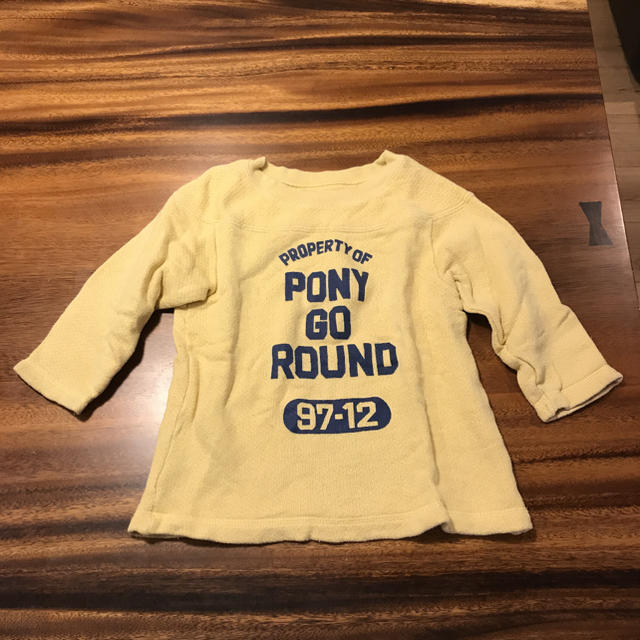 PROPERTY OF
PONY
GO
ROUND
97-12